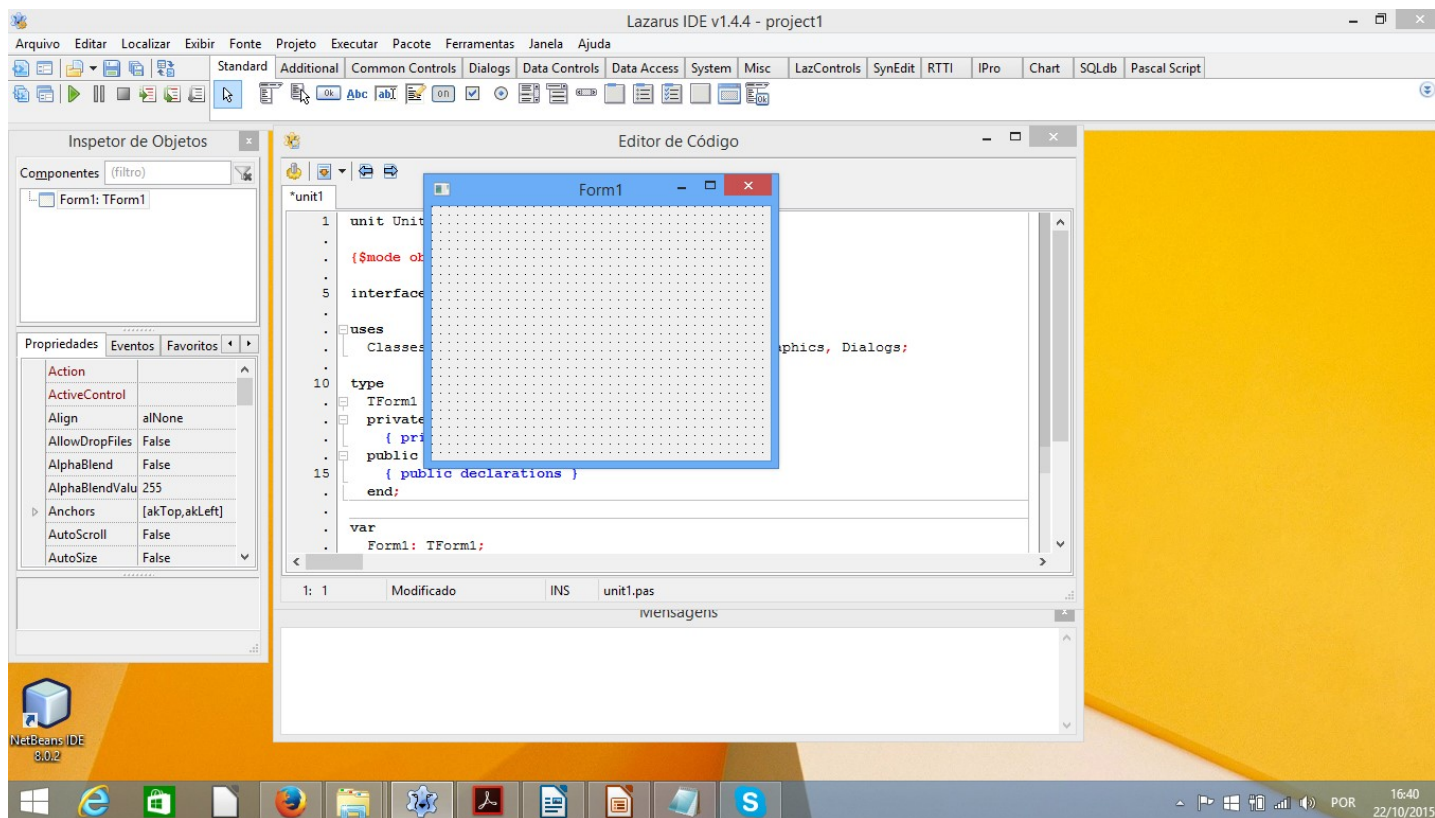 Lazarus IDE v1.4.4 - project1
Arquivo Editar Localizar Exibir Fonte Projeto Executar Pacote Ferramentas Janela Ajuda
Standard Additional Common Controls Dialogs Data Controls Data Access System Misc LazControls SynEdit RTTI IPro Chart SQLdb Pascal Script
Ok Abc abI on
Inspetor de Objetos
Componentes (filtro)
Form1: TForm1
Propriedades Eventos Favoritos
Action
ActiveControl
Align alNone
AllowDropFiles False
AlphaBlend False
AlphaBlendValu 255
Anchors [akTop,akLeft]
AutoScroll False
AutoSize False
Editor de Código
*unit1
Form1
1 unit Unit
{$mode ob
5 interface
uses
Classes phics, Dialogs;
10 type
TForm1
private
{ pri
public
15 { public declarations }
end;
var
Form1: TForm1;
1: 1 Modificado INS unit1.pas
Mensagens
NetBeans IDE
8.0.2
POR
16:40
22/10/2015